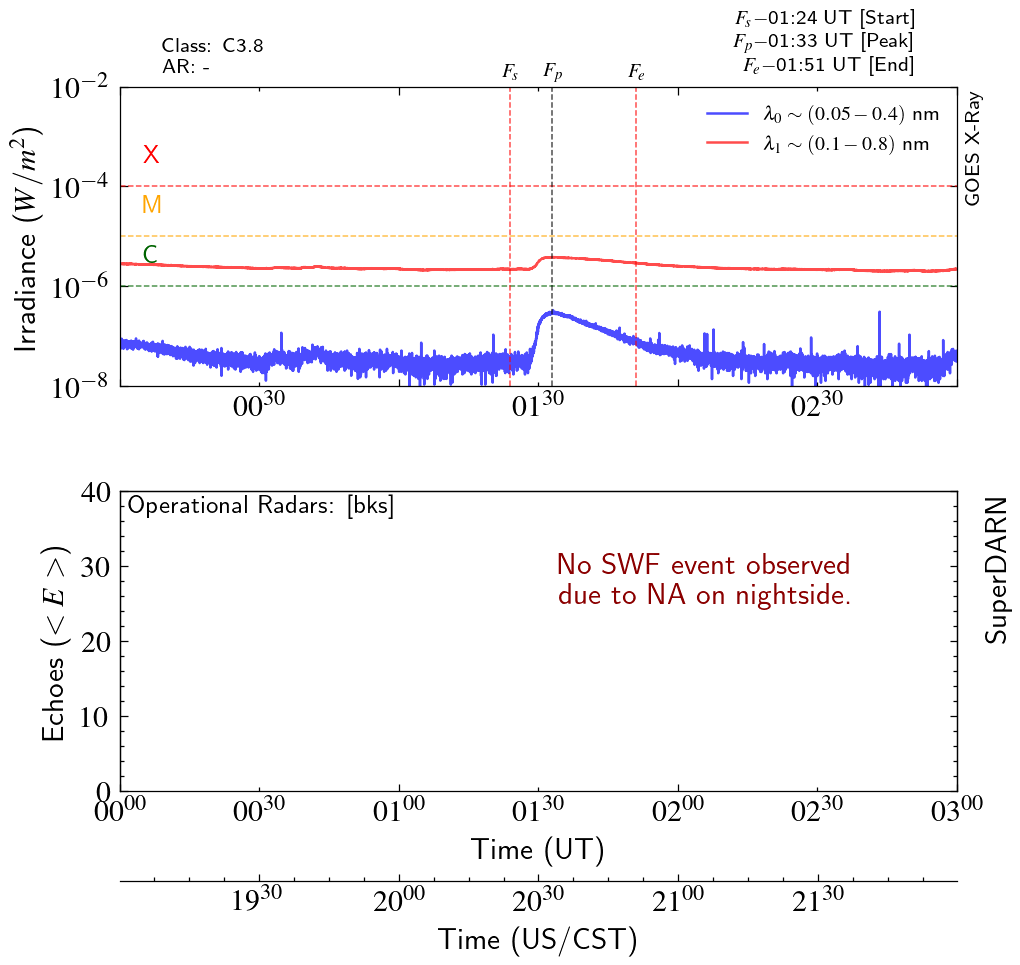 Class: C3.8
AR: -
F_s−01:24 UT [Start]
F_p−01:33 UT [Peak]
F_e−01:51 UT [End]
F_s F_p F_e
10^−2
10^−4
10^−6
10^−8
Irradiance (W/m^2)
X
M
C
λ_0 ∼ (0.05 − 0.4) nm
λ_1 ∼ (0.1 − 0.8) nm
GOES X-Ray
00^30 01^30 02^30
40
30
20
10
0
Echoes (< E >)
Operational Radars: [bks]
No SWF event observed
due to NA on nightside.
SuperDARN
00^00 00^30 01^00 01^30 02^00 02^30 03^00
Time (UT)
19^30 20^00 20^30 21^00 21^30
Time (US/CST)